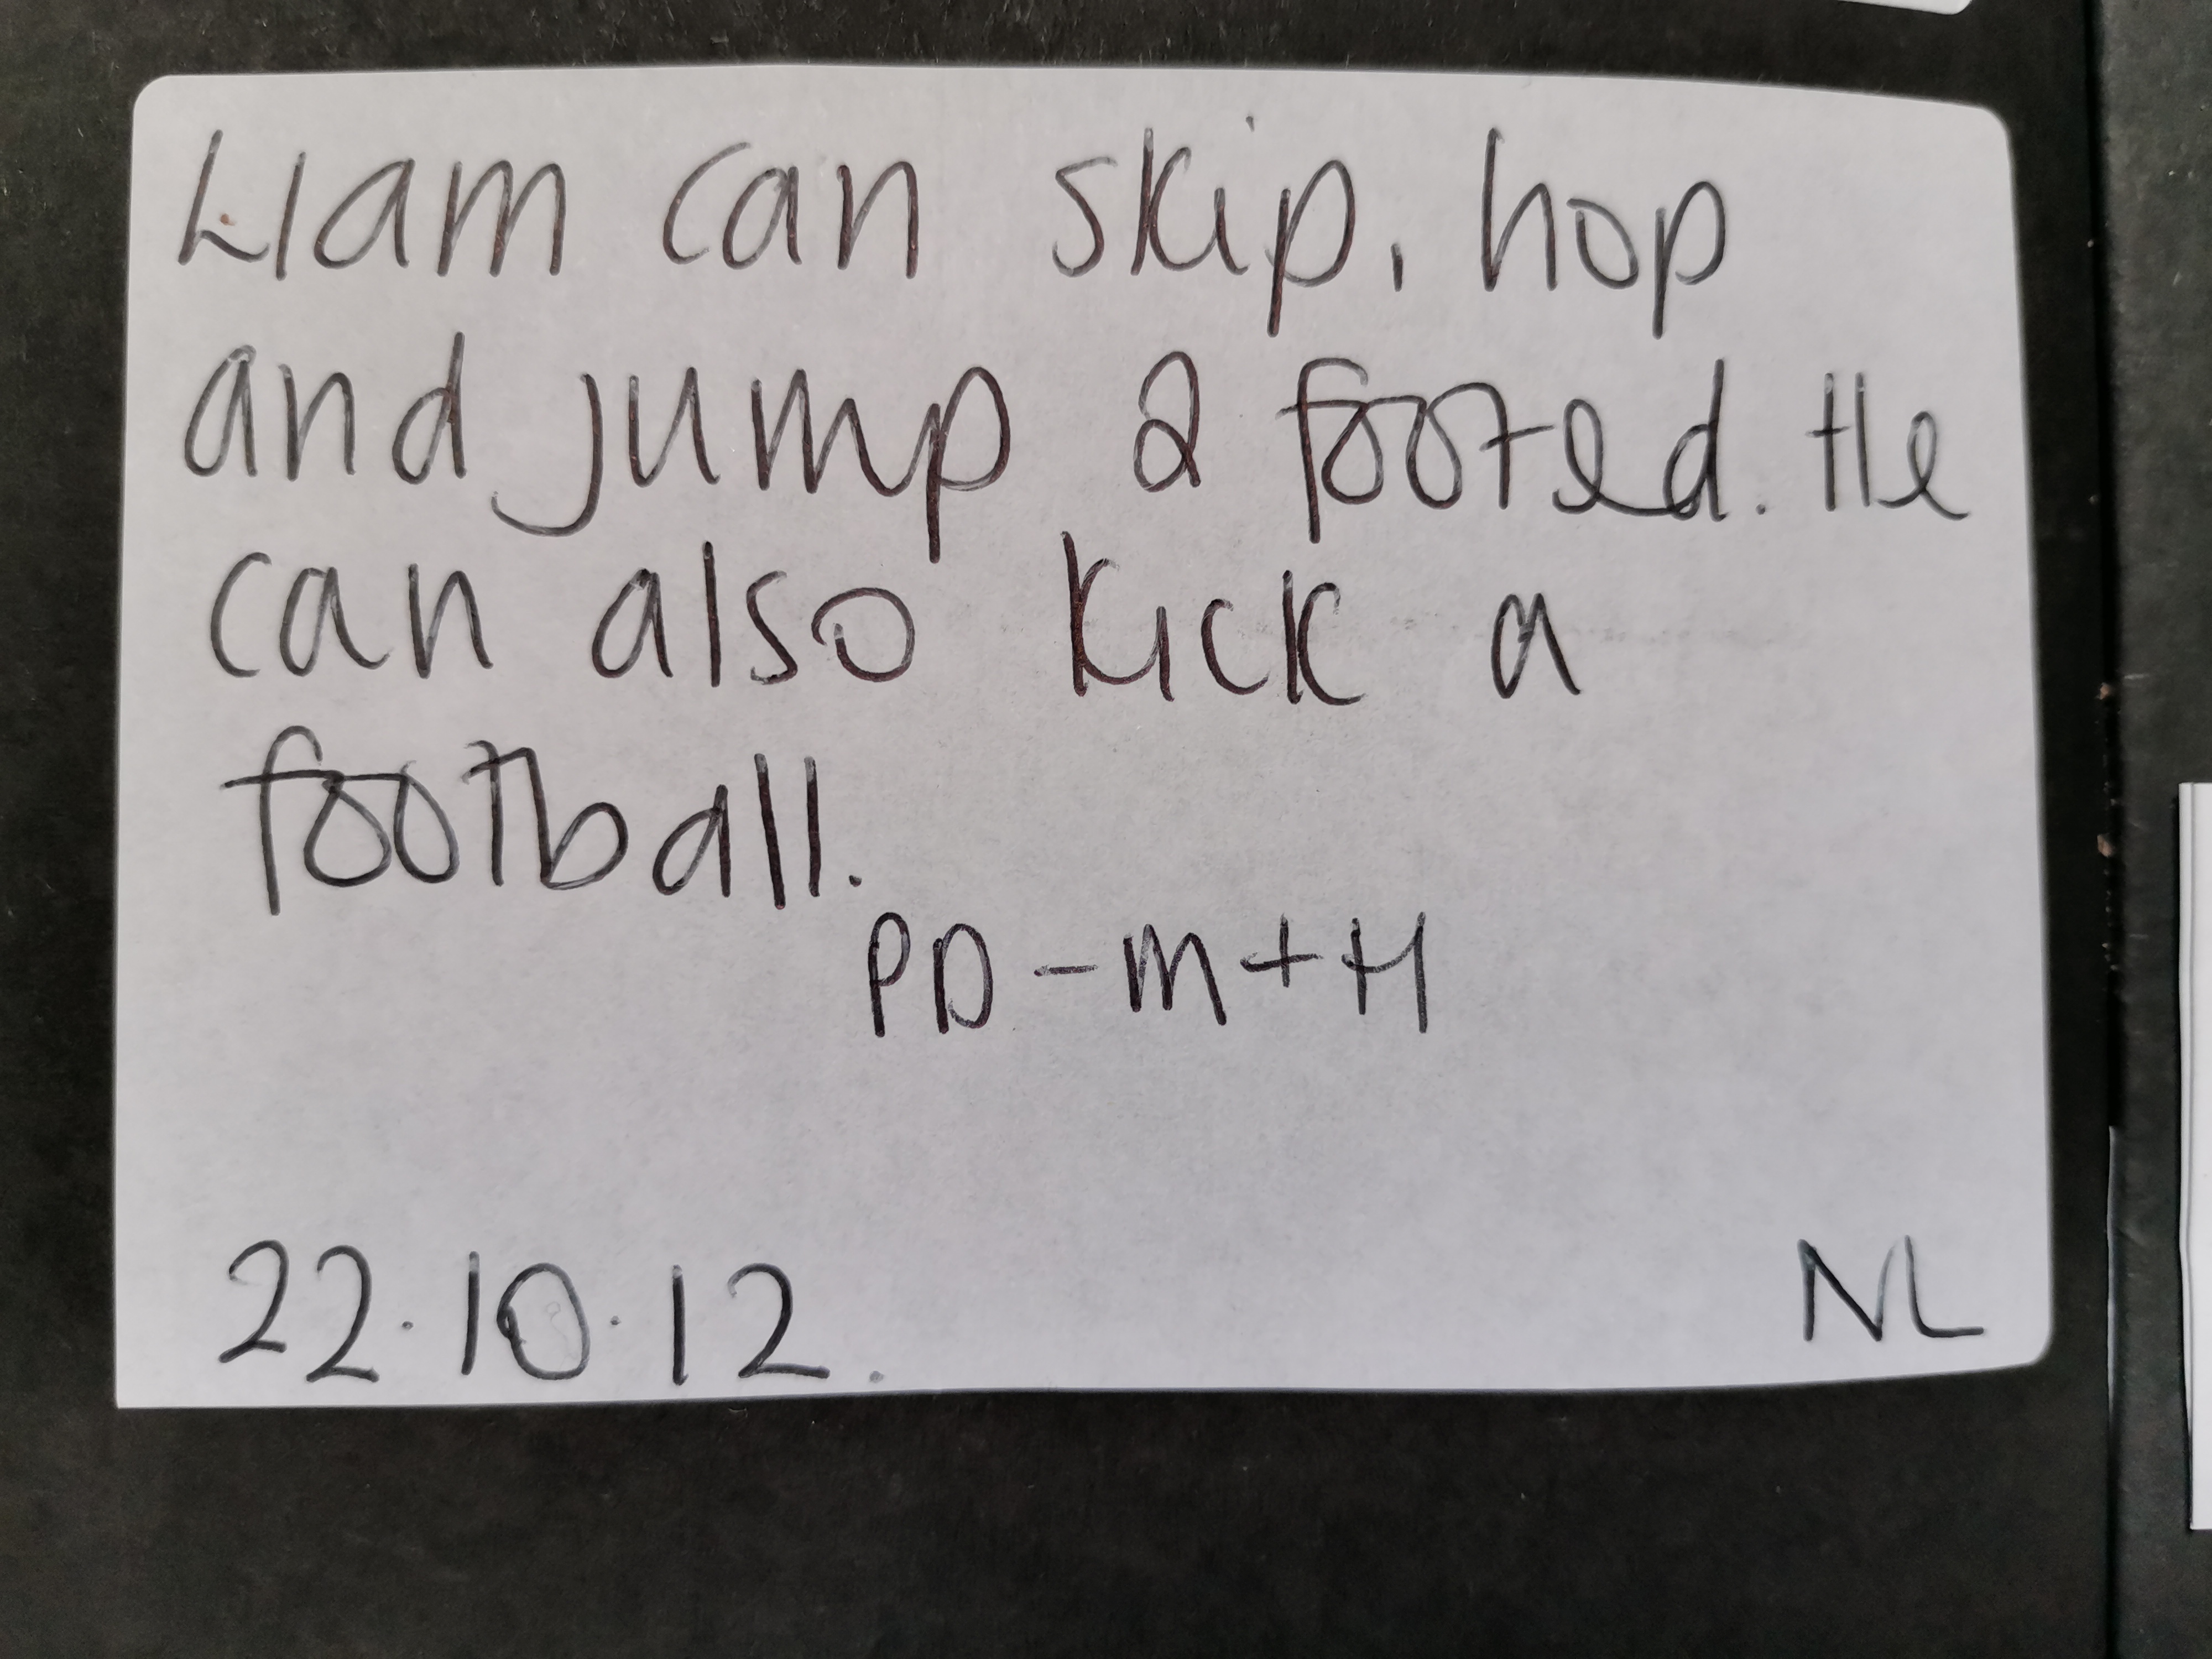 Liam can skip, hop
and jump 2 footed. He
can also kick a
football.
PD - M + H
22.10.12.
NL